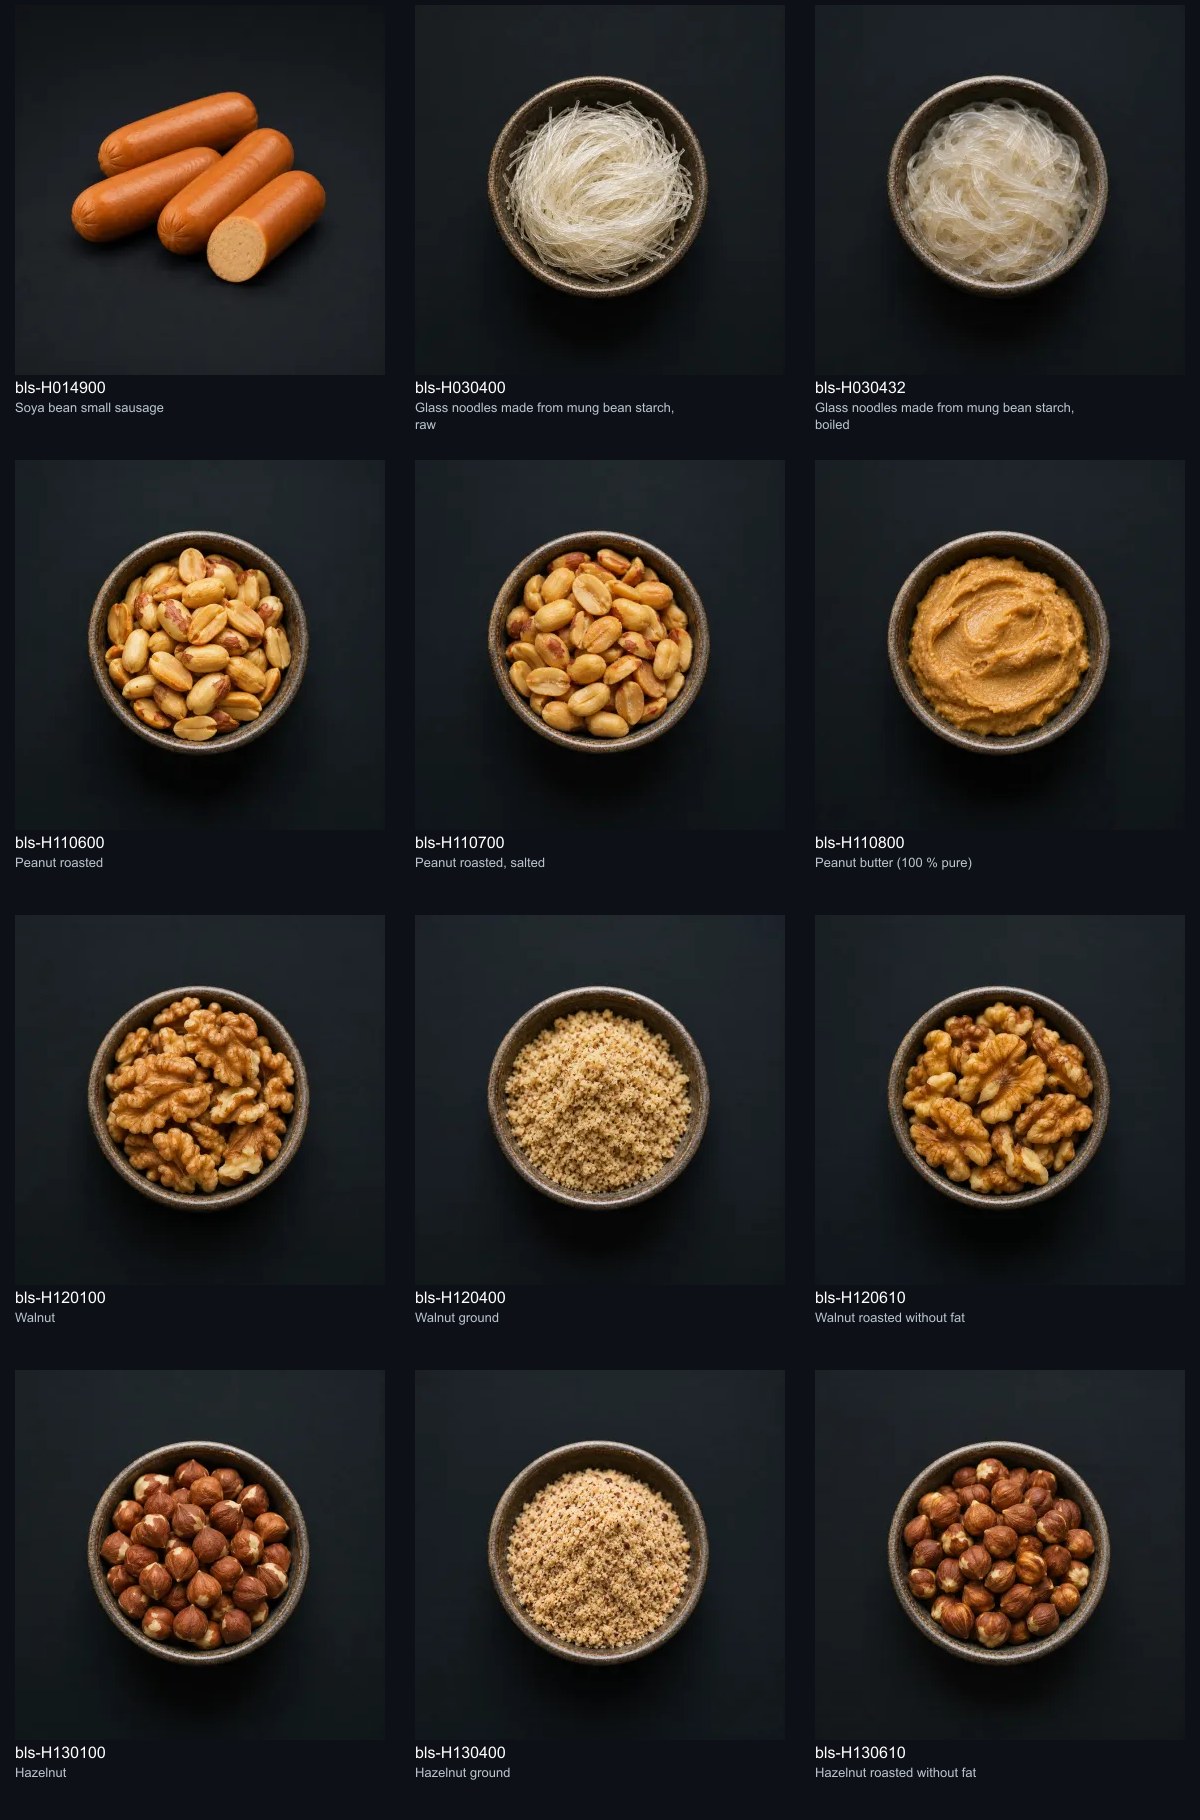 bls-H014900
Soya bean small sausage
bls-H030400
Glass noodles made from mung bean starch,
raw
bls-H030432
Glass noodles made from mung bean starch,
boiled
bls-H110600
Peanut roasted
bls-H110700
Peanut roasted, salted
bls-H110800
Peanut butter (100 % pure)
bls-H120100
Walnut
bls-H120400
Walnut ground
bls-H120610
Walnut roasted without fat
bls-H130100
Hazelnut
bls-H130400
Hazelnut ground
bls-H130610
Hazelnut roasted without fat